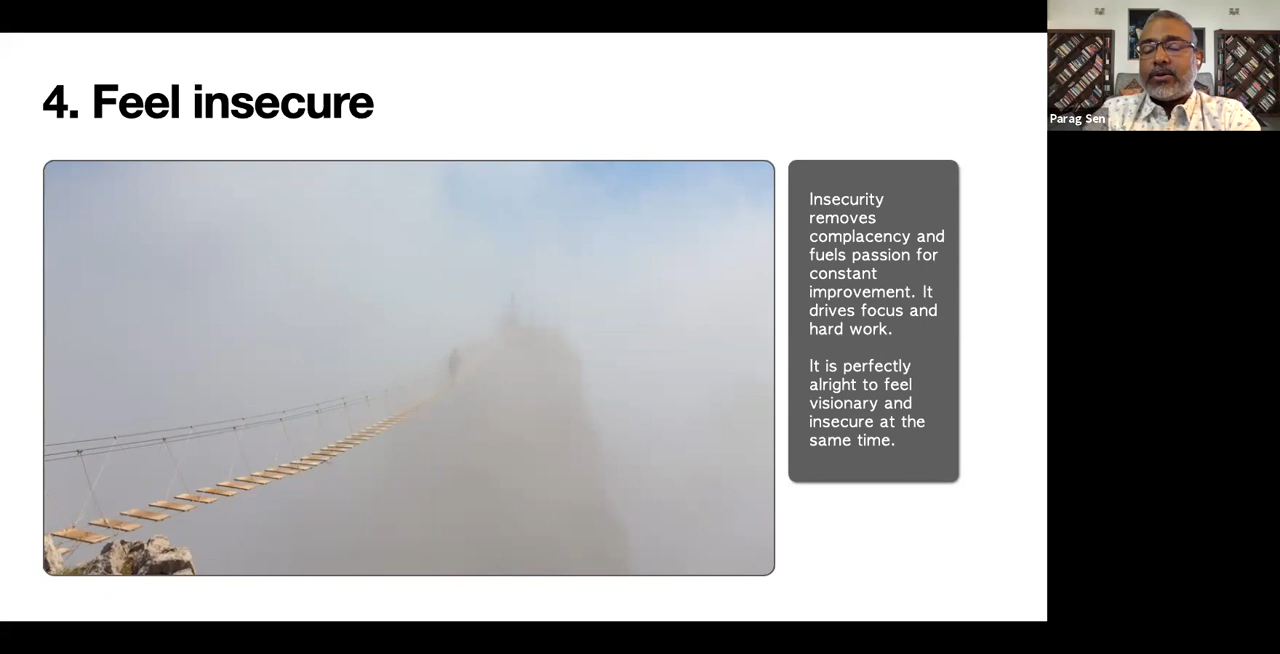 4. Feel insecure
Insecurity
removes
complacency and
fuels passion for
constant
improvement. It
drives focus and
hard work.
It is perfectly
alright to feel
visionary and
insecure at the
same time.
Parag Sen